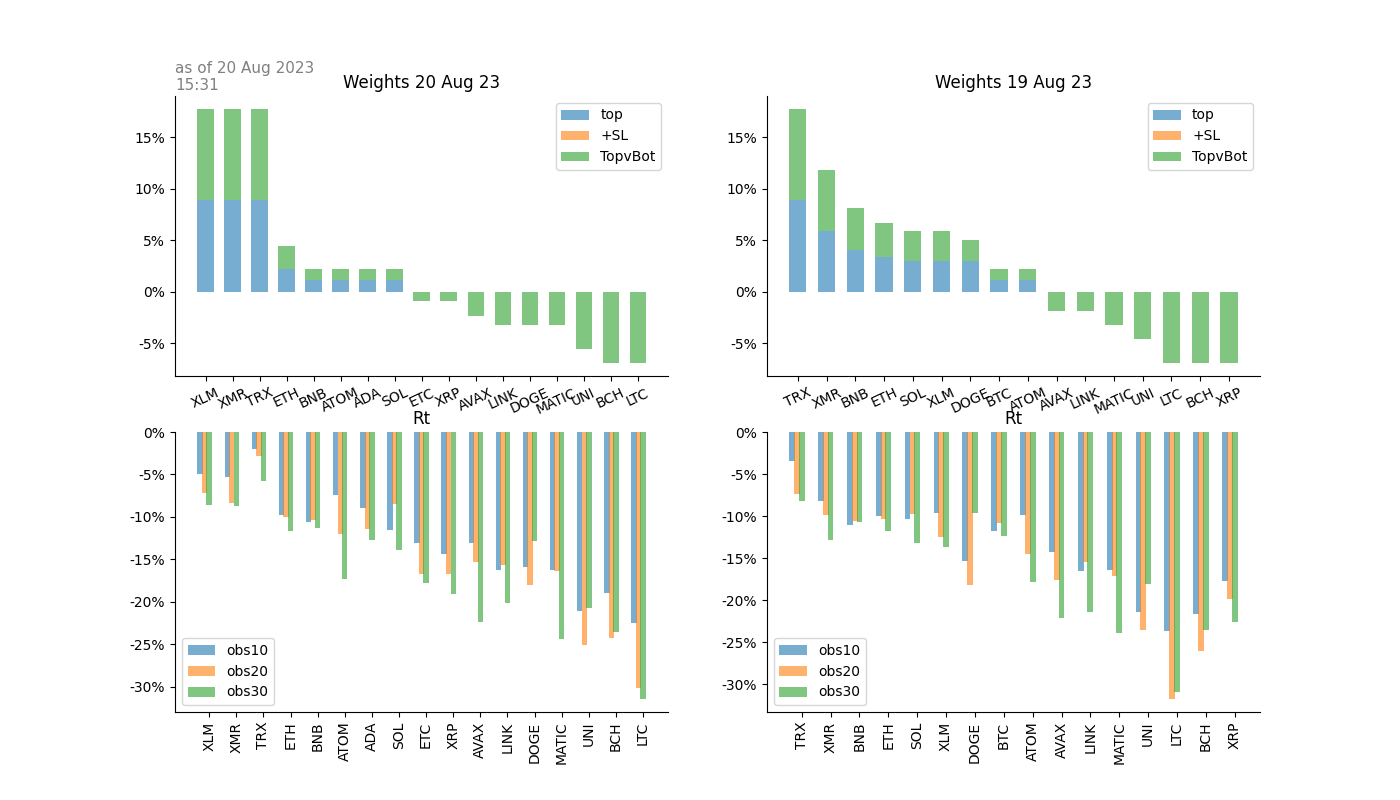 as of 20 Aug 2023
15:31
Weights 20 Aug 23
15%
10%
5%
0%
-5%
top
+SL
TopvBot
XLM XMR TRX ETH BNB ATOM ADA SOL ETC XRP AVAX LINK DOGE MATIC UNI BCH LTC
Weights 19 Aug 23
15%
10%
5%
0%
-5%
top
+SL
TopvBot
TRX XMR BNB ETH SOL XLM DOGE BTC ATOM AVAX LINK MATIC UNI LTC BCH XRP
Rt
0%
-5%
-10%
-15%
-20%
-25%
-30%
obs10
obs20
obs30
XLM XMR TRX ETH BNB ATOM ADA SOL ETC XRP AVAX LINK DOGE MATIC UNI BCH LTC
Rt
0%
-5%
-10%
-15%
-20%
-25%
-30%
obs10
obs20
obs30
TRX XMR BNB ETH SOL XLM DOGE BTC ATOM AVAX LINK MATIC UNI LTC BCH XRP